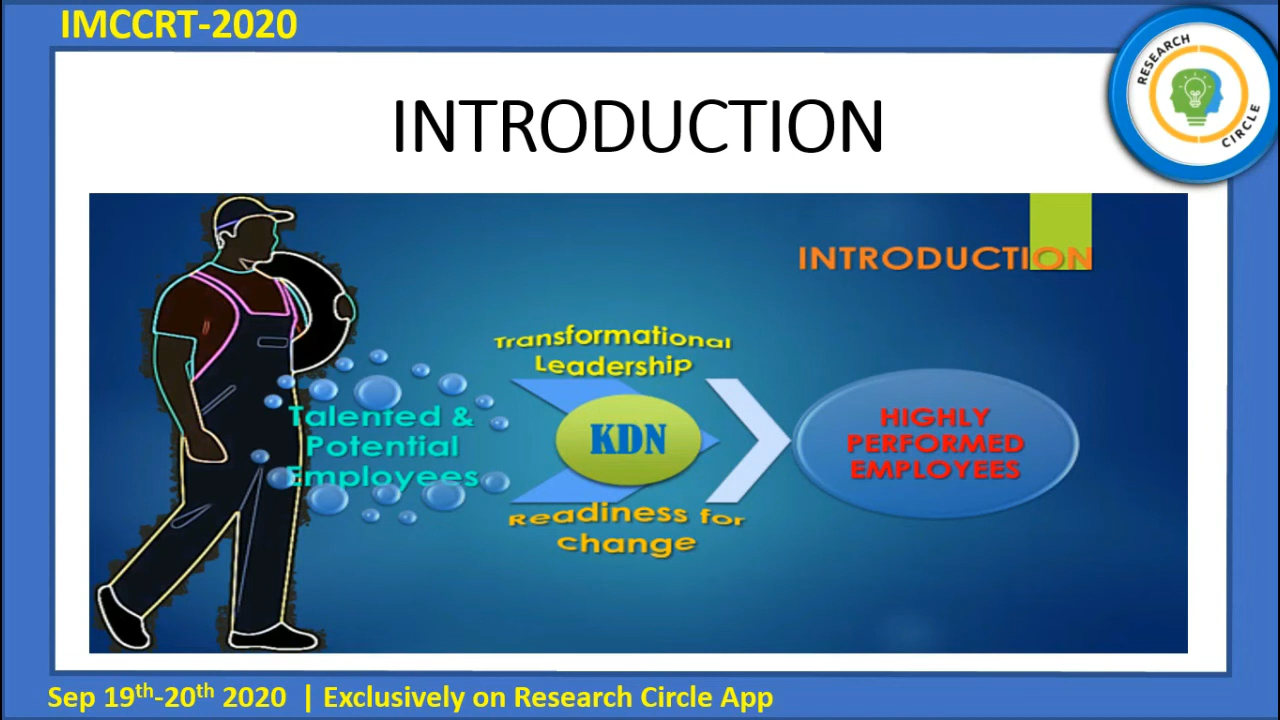 IMCCRT-2020
RESEARCH
CIRCLE
INTRODUCTION
INTRODUCTION
Transformational
Leadership
Talented &
Potential
Employees
KDN
HIGHLY
PERFORMED
EMPLOYEES
Readiness for
change
Sep 19th-20th 2020 | Exclusively on Research Circle App